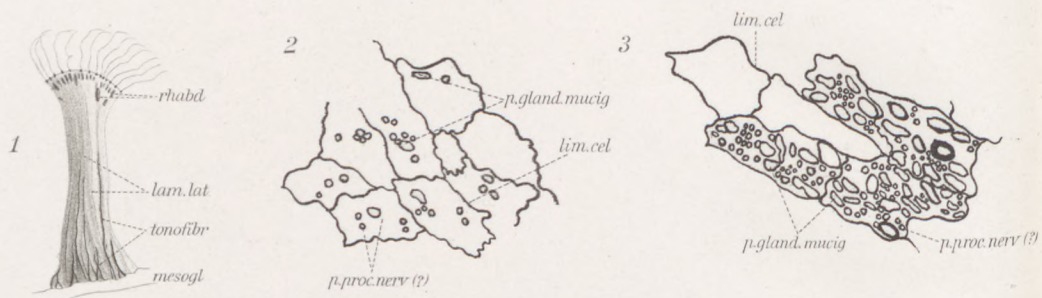 1
rhabd
lam.lat
tonofibr
mesogl
2
p.gland.mucig
lim.cel
p.proc.nerv (?)
3
lim.cel
p.gland.mucig
p.proc.nerv (?)